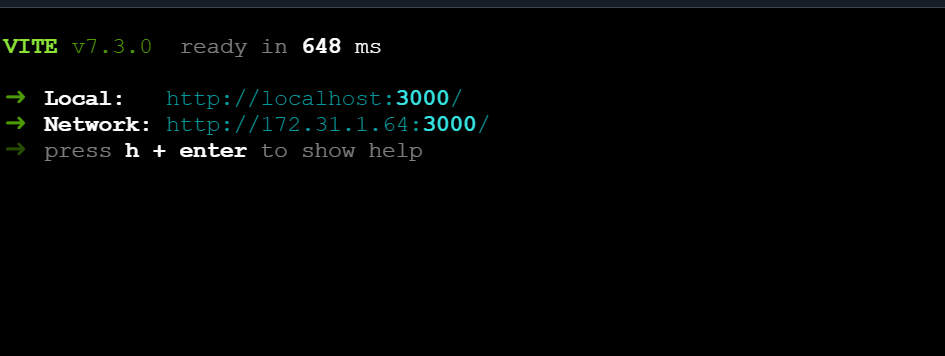 VITE v7.3.0  ready in 648 ms
➜ Local:   http://localhost:3000/
➜ Network: http://172.31.1.64:3000/
➜ press h + enter to show help